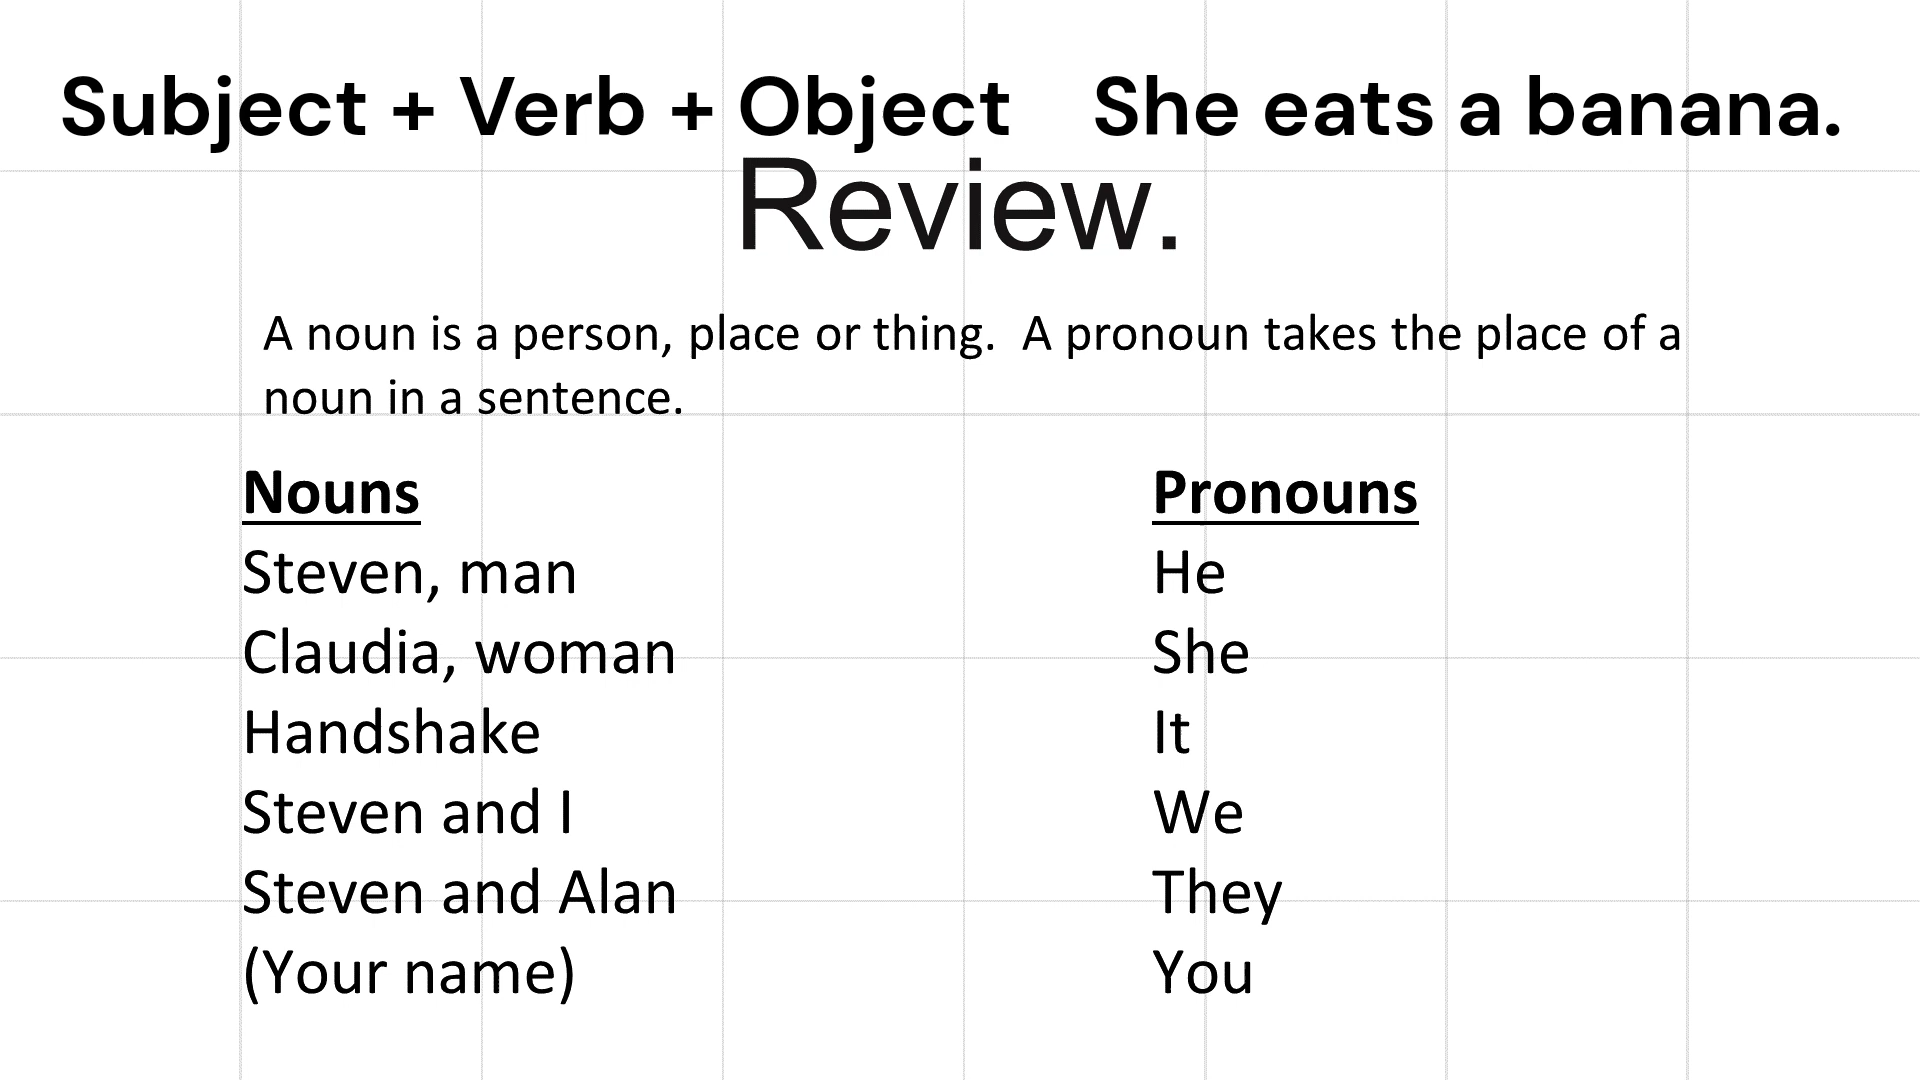 Subject + Verb + Object She eats a banana.
Review.
A noun is a person, place or thing. A pronoun takes the place of a
noun in a sentence.
Nouns
Steven, man
Claudia, woman
Handshake
Steven and I
Steven and Alan
(Your name)
Pronouns
He
She
It
We
They
You